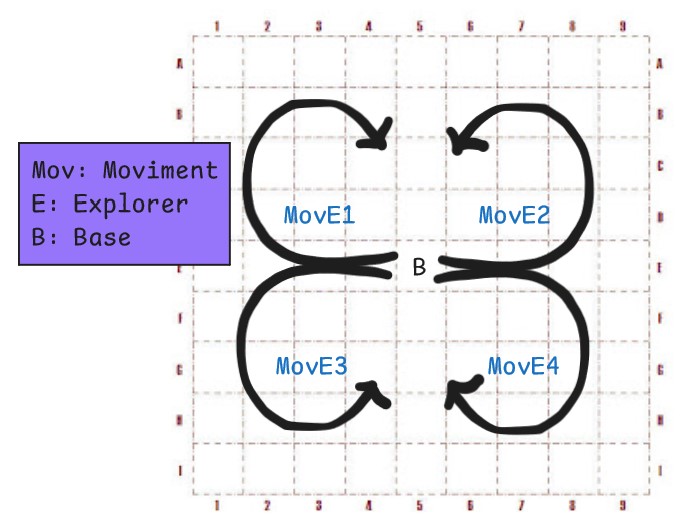 1 2 3 4 5 6 7 8 9
A A
B B
Mov: Moviment
E: Explorer
B: Base
C
MovE1 MovE2
D
E B E
F F
MovE3 MovE4
G G
H H
I I
1 2 3 4 5 6 7 8 9